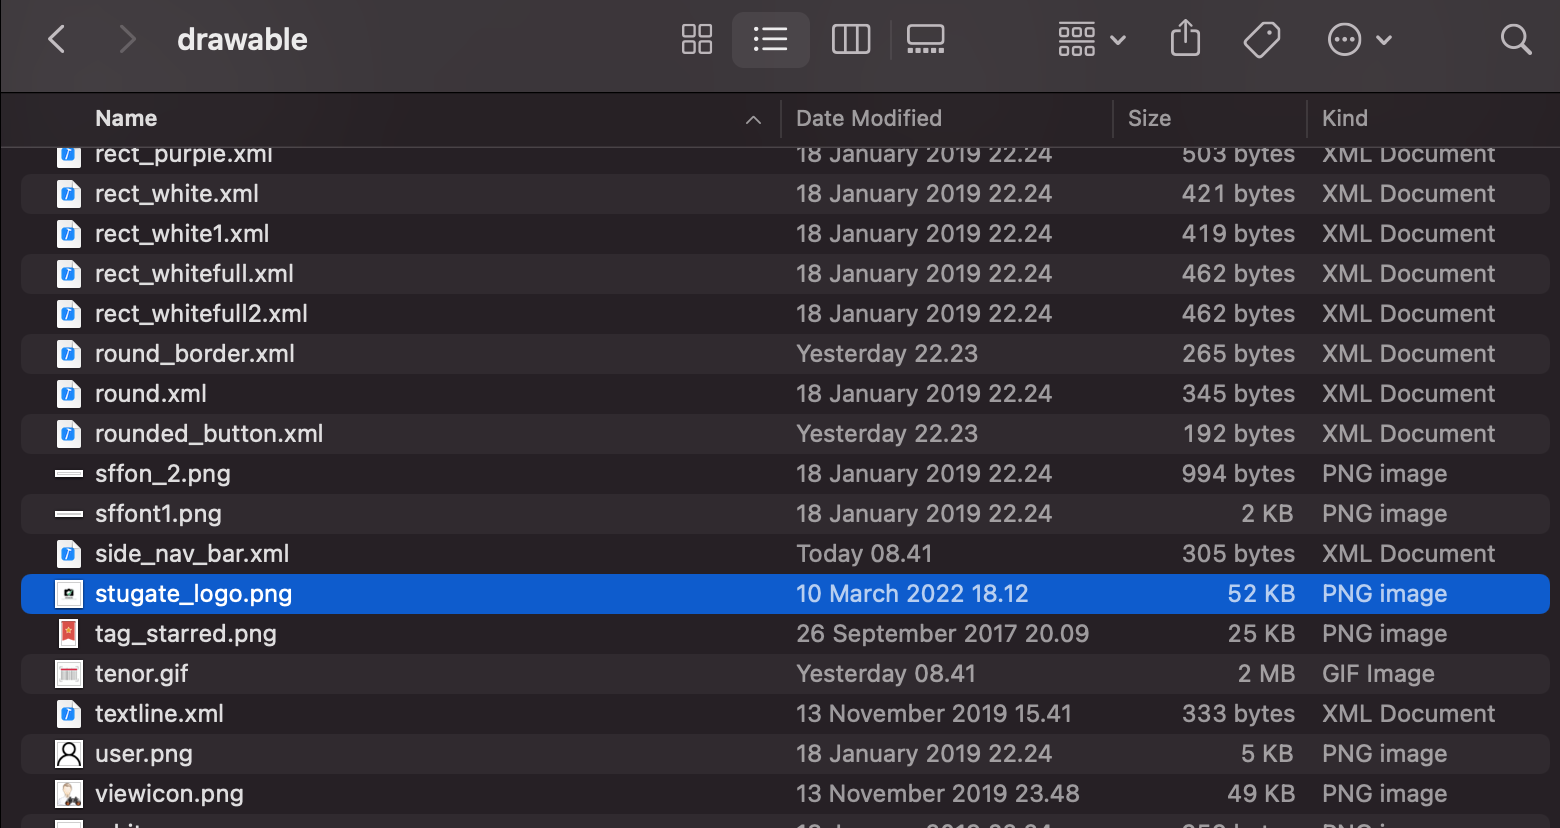 drawable
Name Date Modified Size Kind
rect_purple.xml 18 January 2019 22.24 503 bytes XML Document
rect_white.xml 18 January 2019 22.24 421 bytes XML Document
rect_white1.xml 18 January 2019 22.24 419 bytes XML Document
rect_whitefull.xml 18 January 2019 22.24 462 bytes XML Document
rect_whitefull2.xml 18 January 2019 22.24 462 bytes XML Document
round_border.xml Yesterday 22.23 265 bytes XML Document
round.xml 18 January 2019 22.24 345 bytes XML Document
rounded_button.xml Yesterday 22.23 192 bytes XML Document
sffon_2.png 18 January 2019 22.24 994 bytes PNG image
sffont1.png 18 January 2019 22.24 2 KB PNG image
side_nav_bar.xml Today 08.41 305 bytes XML Document
stugate_logo.png 10 March 2022 18.12 52 KB PNG image
tag_starred.png 26 September 2017 20.09 25 KB PNG image
tenor.gif Yesterday 08.41 2 MB GIF Image
textline.xml 13 November 2019 15.41 333 bytes XML Document
user.png 18 January 2019 22.24 5 KB PNG image
viewicon.png 13 November 2019 23.48 49 KB PNG image